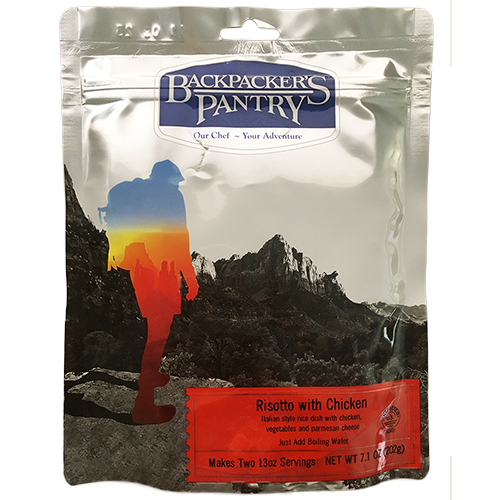 BACKPACKER'S
PANTRY
Our Chef ~ Your Adventure
Risotto with Chicken
Italian style rice dish with chicken,
vegetables and parmesan cheese
Just Add Boiling Water
Makes Two 13oz Servings NET WT 7.1 OZ (202g)